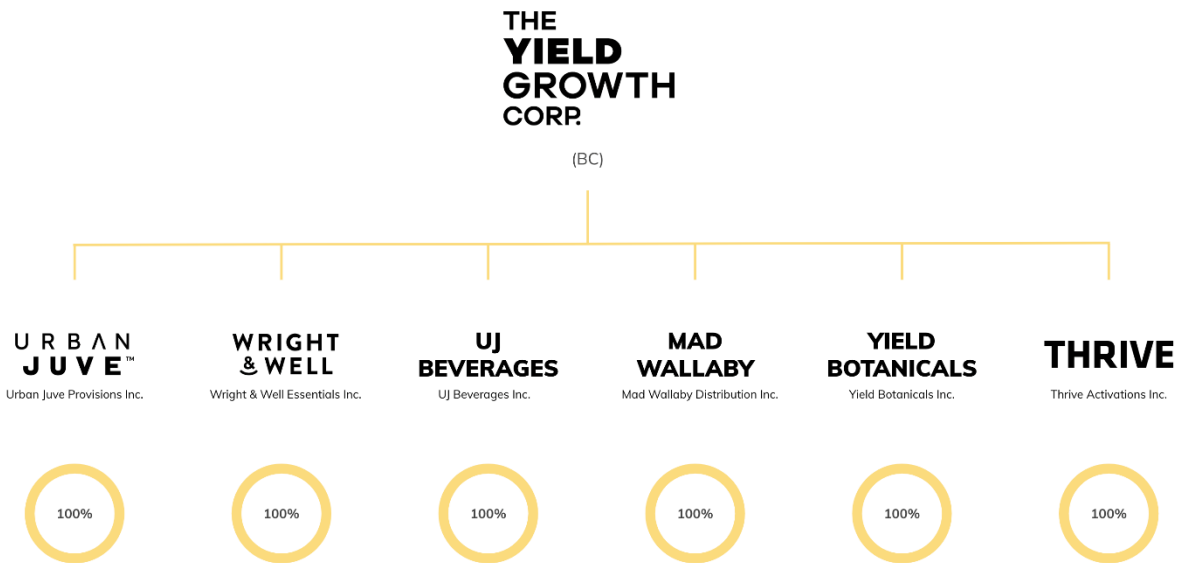 THE
YIELD
GROWTH
CORP.
(BC)
URBAN
JUVE™
Urban Juve Provisions Inc.
100%
WRIGHT
& WELL
Wright & Well Essentials Inc.
100%
UJ
BEVERAGES
UJ Beverages Inc.
100%
MAD
WALLABY
Mad Wallaby Distribution Inc.
100%
YIELD
BOTANICALS
Yield Botanicals Inc.
100%
THRIVE
Thrive Activations Inc.
100%